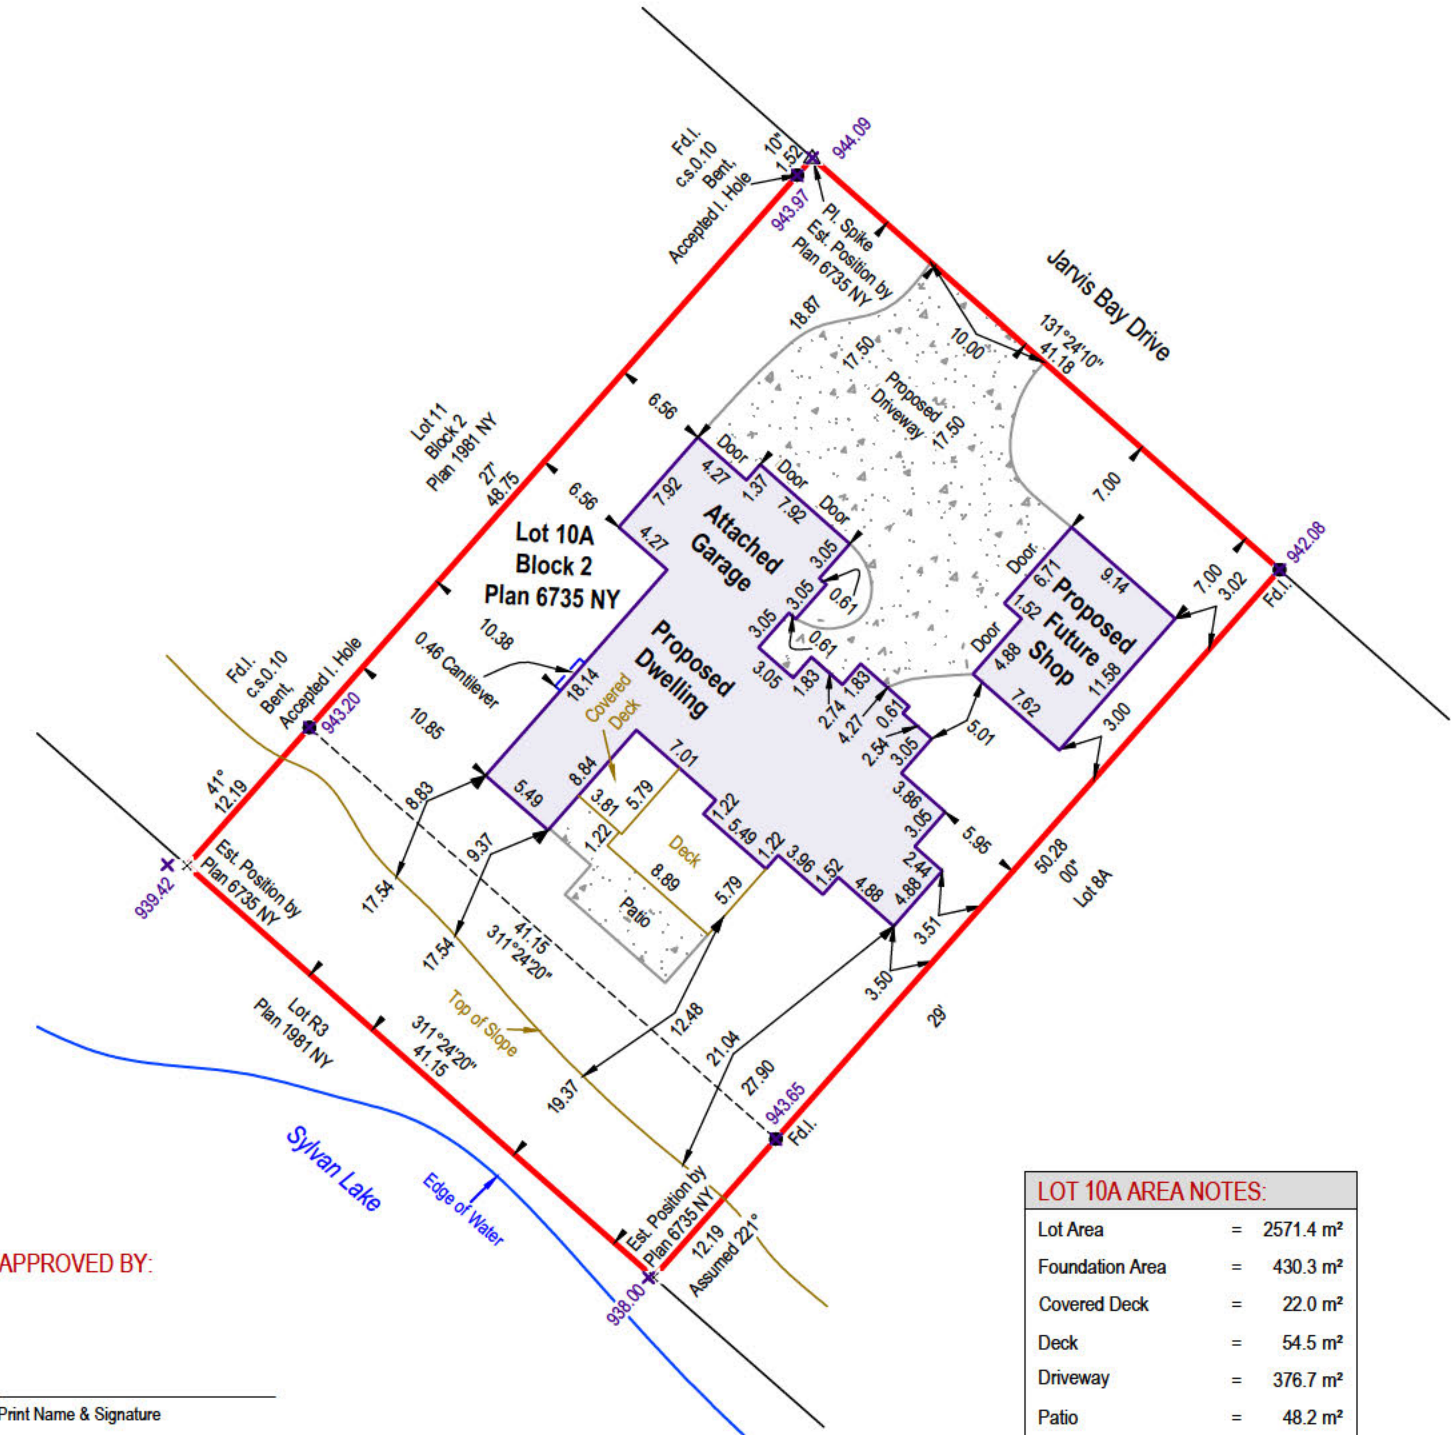 944.09
Fd.I.
c.s.0.10
Bent,
Accepted I. Hole
10"
1.52
943.97
Pl. Spike
Est. Position by
Plan 6735 NY
Jarvis Bay Drive
131°24'10"
41.18
18.87
17.50
10.00
Proposed
Driveway
17.50
7.00
942.08
7.00
3.02
Fd.I.
Lot 11
Block 2
Plan 1981 NY
27'
48.75
6.56
6.56
Door
4.27
1.37
Door
7.92
Door
7.92
4.27
Attached
Garage
3.05
3.05
0.61
3.05
0.61
3.05
1.83
2.74
1.83
4.27
0.61
2.54
3.05
5.01
Door
6.71
9.14
1.52
Door
4.88
Proposed
Future
Shop
11.58
7.62
3.00
Lot 10A
Block 2
Plan 6735 NY
10.38
0.46 Cantilever
18.14
10.85
Proposed
Dwelling
Covered
Deck
Fd.I.
c.s.0.10
Bent,
Accepted I. Hole
943.20
41°
12.19
8.83
5.49
8.84
3.81
5.79
7.01
1.22
5.49
1.22
3.96
1.52
4.88
4.88
2.44
3.05
3.86
5.95
50.28
00"
Lot 8A
1.22
Deck
8.89
5.79
Patio
3.51
3.50
29'
9.37
17.54
17.54
41.15
311°24'20"
Est. Position by
Plan 6735 NY
939.42
Top of Slope
12.48
21.04
27.90
943.65
Fd.I.
19.37
Lot R3
Plan 1981 NY
311°24'20"
41.15
Sylvan Lake
Edge of Water
Est. Position by
Plan 6735 NY
12.19
Assumed 221°
938.00
APPROVED BY:
Print Name & Signature
LOT 10A AREA NOTES:
Lot Area = 2571.4 m²
Foundation Area = 430.3 m²
Covered Deck = 22.0 m²
Deck = 54.5 m²
Driveway = 376.7 m²
Patio = 48.2 m²